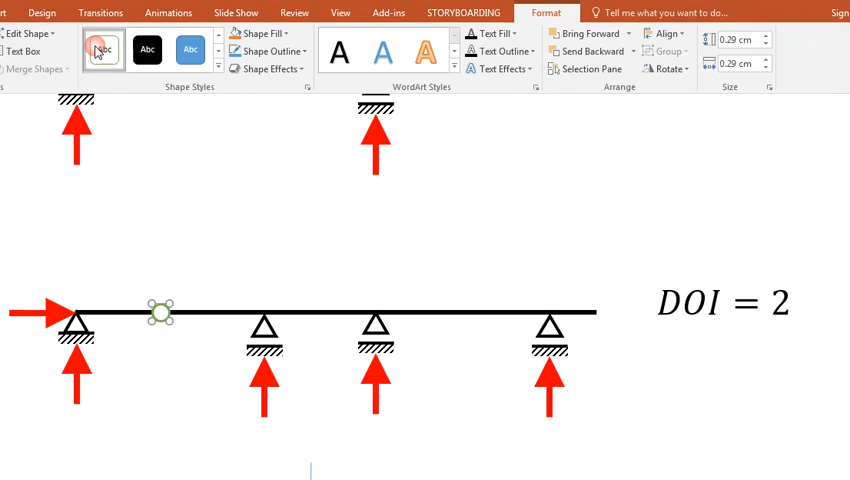 rt Design Transitions Animations Slide Show Review View Add-ins STORYBOARDING Format Tell me what you want to do... Sign
Edit Shape Abc Abc Abc Shape Fill A A A Text Fill Bring Forward Align 0.29 cm
Text Box Shape Outline Text Outline Send Backward Group
Merge Shapes Shape Effects Text Effects Selection Pane Rotate 0.29 cm
s Shape Styles WordArt Styles Arrange Size
DOI = 2